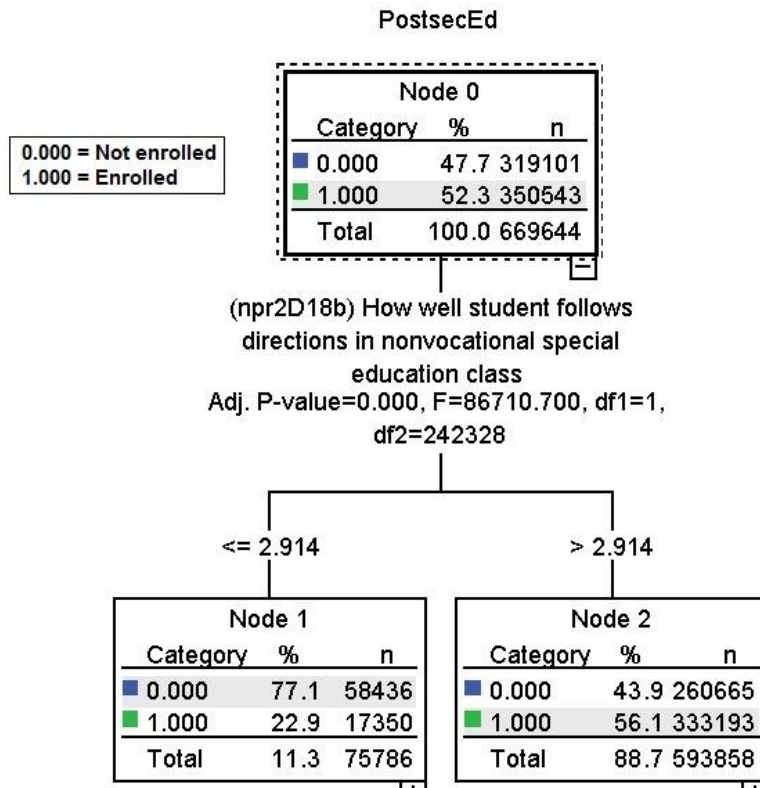 PostsecEd
0.000 = Not enrolled
1.000 = Enrolled
Node 0
Category % n
0.000 47.7 319101
1.000 52.3 350543
Total 100.0 669644
(npr2D18b) How well student follows
directions in nonvocational special
education class
Adj. P-value=0.000, F=86710.700, df1=1,
df2=242328
<= 2.914
> 2.914
Node 1
Category % n
0.000 77.1 58436
1.000 22.9 17350
Total 11.3 75786
Node 2
Category % n
0.000 43.9 260665
1.000 56.1 333193
Total 88.7 593858